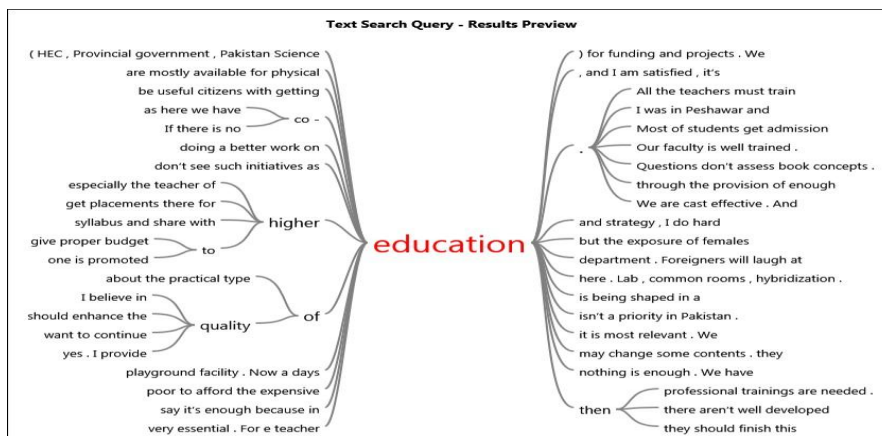 Text Search Query - Results Preview
( HEC , Provincial government , Pakistan Science
are mostly available for physical
be useful citizens with getting
as here we have
If there is no
co -
doing a better work on
don't see such initiatives as
especially the teacher of
get placements there for
syllabus and share with
give proper budget
one is promoted
to
higher
about the practical type
I believe in
should enhance the
want to continue
yes . I provide
quality
of
playground facility . Now a days
poor to afford the expensive
say it's enough because in
very essential . For e teacher
education
) for funding and projects . We
, and I am satisfied , it's
.
All the teachers must train
I was in Peshawar and
Most of students get admission
Our faculty is well trained .
Questions don't assess book concepts .
through the provision of enough
We are cast effective . And
and strategy , I do hard
but the exposure of females
department . Foreigners will laugh at
here . Lab , common rooms , hybridization .
is being shaped in a
isn't a priority in Pakistan .
it is most relevant . We
may change some contents . they
nothing is enough . We have
then
professional trainings are needed .
there aren't well developed
they should finish this